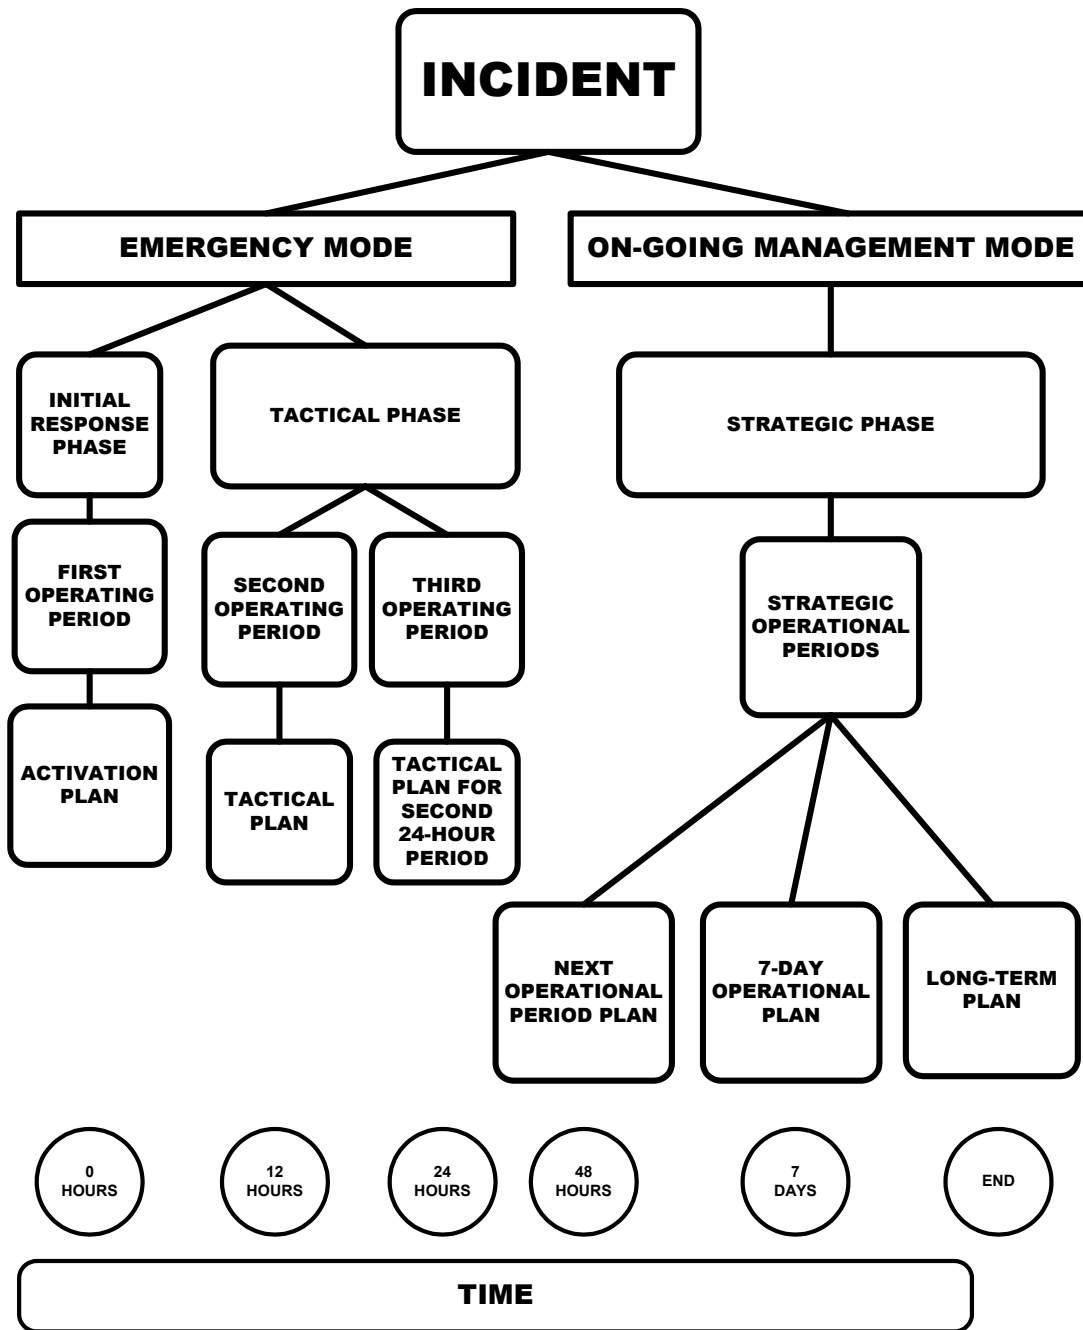 INCIDENT
EMERGENCY MODE
ON-GOING MANAGEMENT MODE
INITIAL
RESPONSE
PHASE
TACTICAL PHASE
STRATEGIC PHASE
FIRST
OPERATING
PERIOD
SECOND
OPERATING
PERIOD
THIRD
OPERATING
PERIOD
STRATEGIC
OPERATIONAL
PERIODS
ACTIVATION
PLAN
TACTICAL
PLAN
TACTICAL
PLAN FOR
SECOND
24-HOUR
PERIOD
NEXT
OPERATIONAL
PERIOD PLAN
7-DAY
OPERATIONAL
PLAN
LONG-TERM
PLAN
0
HOURS
12
HOURS
24
HOURS
48
HOURS
7
DAYS
END
TIME